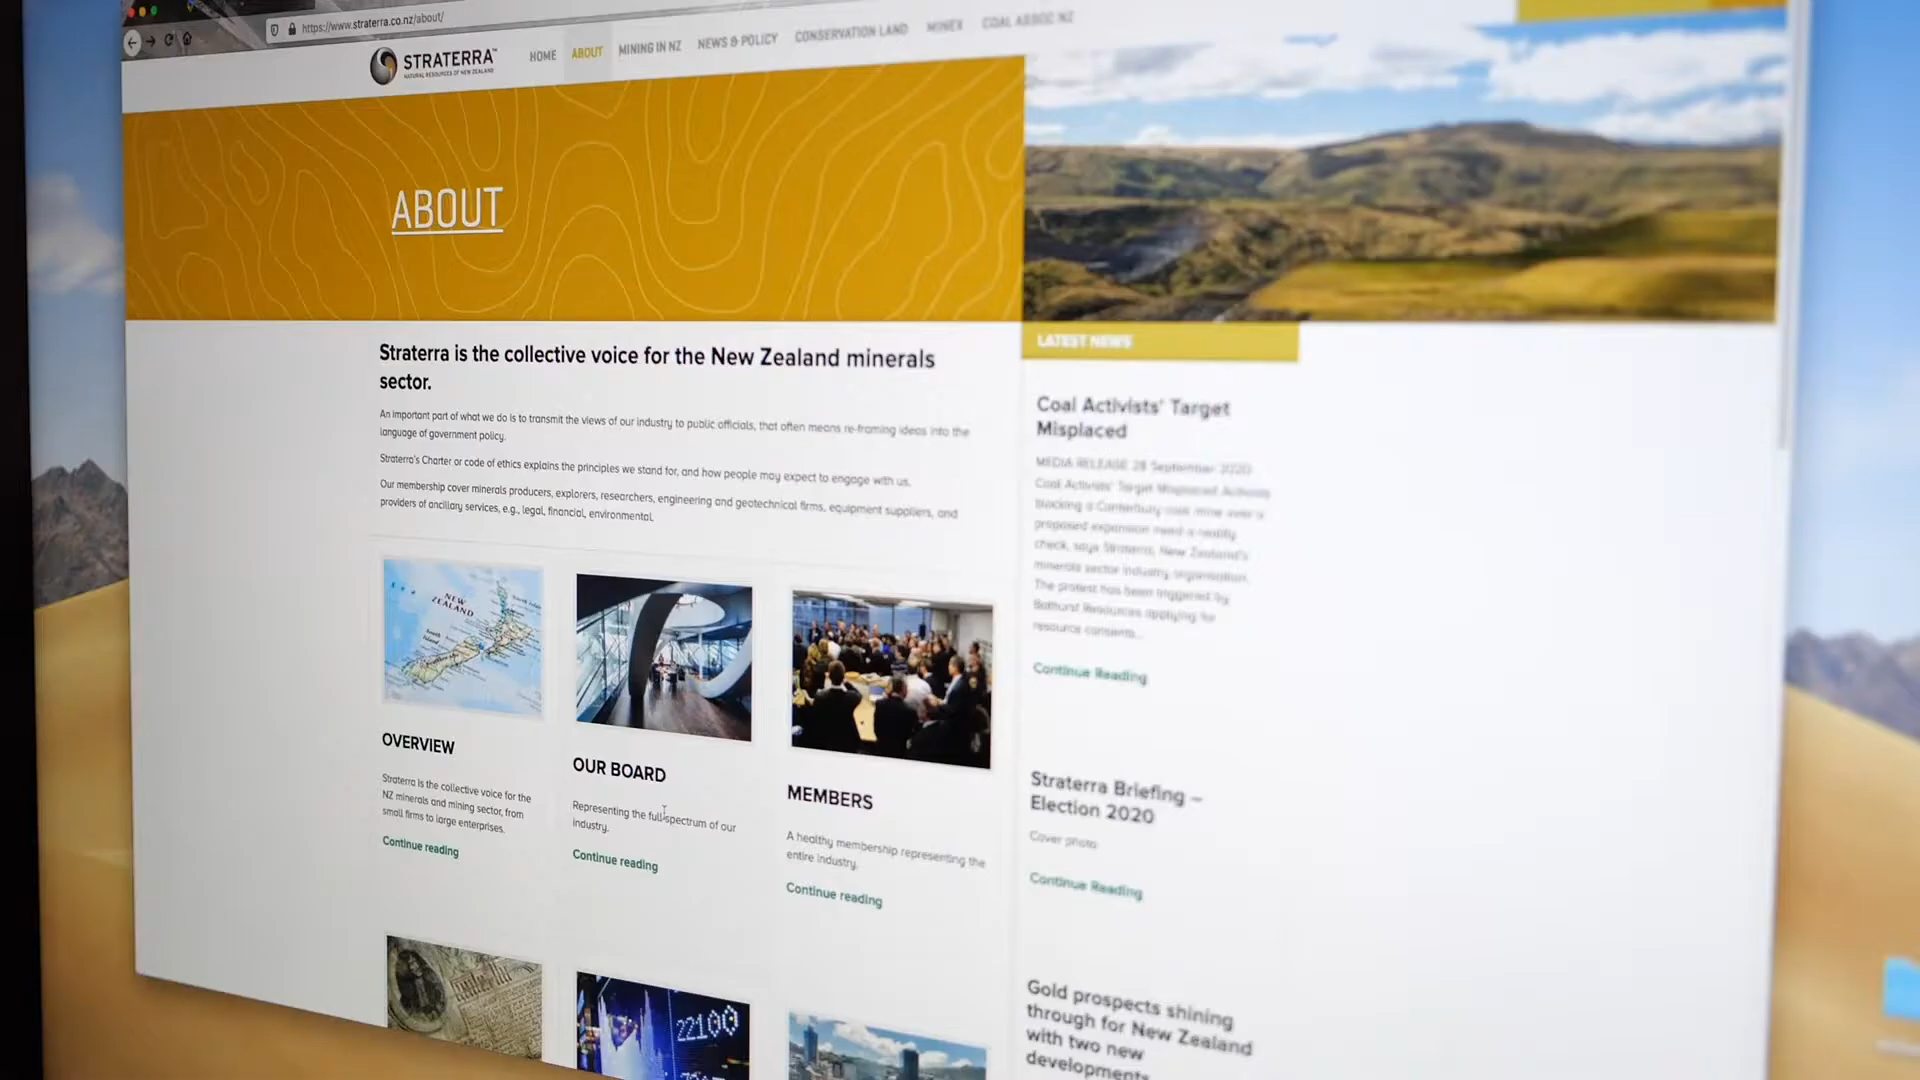 https://www.straterra.co.nz/about/
STRATERRA™
NATURAL RESOURCES OF NEW ZEALAND
HOME
ABOUT
MINING IN NZ
NEWS & POLICY
CONSERVATION LAND
MINEX
COAL ASSOC NZ
ABOUT
Straterra is the collective voice for the New Zealand minerals
sector.
An important part of what we do is to transmit the views of our industry to public officials, that often means re-framing ideas into the
language of government policy.
Straterra's Charter or code of ethics explains the principles we stand for, and how people may expect to engage with us.
Our membership cover minerals producers, explorers, researchers, engineering and geotechnical firms, equipment suppliers, and
providers of ancillary services, e.g., legal, financial, environmental.
NEW
ZEALAND
South
Island
OVERVIEW
Straterra is the collective voice for the
NZ minerals and mining sector, from
small firms to large enterprises.
Continue reading
OUR BOARD
Representing the full spectrum of our
industry.
Continue reading
MEMBERS
A healthy membership representing the
entire industry.
Continue reading
22100
LATEST NEWS
Coal Activists' Target
Misplaced
MEDIA RELEASE 28 September 2020
Coal Activists' Target Misplaced Activists
blocking a Canterbury coal mine over a
proposed expansion need a reality
check, says Straterra, New Zealand's
minerals sector industry organisation.
The protest has been triggered by
Bathurst Resources applying for
resource consents...
Continue Reading
Straterra Briefing –
Election 2020
Cover photo
Continue Reading
Gold prospects shining
through for New Zealand
with two new
developments